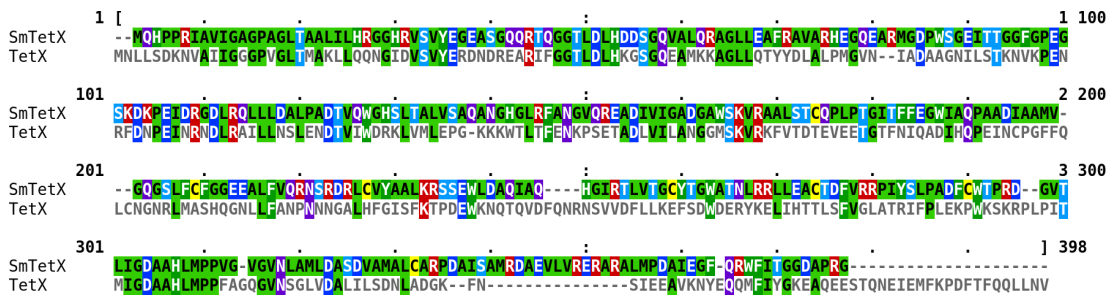 1 [ . . . . : . . . . 1 100
SmTetX --MQHPPRIAVIGAGPAGLTAALILHRGGHRVSVYEGEASGQQRTQGGTLDLHDDSGQVALQRAGLLEAFRAVARHEGQEARMGDPWSGEITTGGFGPEG
TetX MNLLSDKNVAIIGGGPVGLTMAKLLQQNGIDVSVYERDNDREARIFGGTLDLHKGSGQEAMKKAGLLQTYYDLALPMGVN--IADAAGNILSTKNVKPEN
101 . . . . : . . . . 2 200
SmTetX SKDKPEIDRGDLRQLLLDALPADTVQWGHSLTALVSAQANGHGLRFANGVQREADIVIGADGAWSKVRAALSTCQPLPTGITFFEGWIAQPAADIAAMV-
TetX RFDNPEINRNDLRAILLNSLENDTVIWDRKLVMLEPG-KKKWTLTFENKPSETADLVILANGGMSKVRKFVTDTEVEETGTFNIQADIHQPEINCPGFFQ
201 . . . . : . . . . 3 300
SmTetX --GQGSLFCFGGEEALFVQRNSRDRLCVYAALKRSSEWLDAQIAQ----HGIRTLVTGCYTGWATNLRRLLEACTDFVRRPIYSLPADFCWTPRD--GVT
TetX LCNGNRLMASHQGNLLFANPNNNGALHFGISFKTPDEWKNQTQVDFQNRNSVVDFLLKEFSDWDERYKELIHTTLSFVGLATRIFPLEKPWKSKRPLPIT
301 . . . . : . . . . ] 398
SmTetX LIGDAAHLMPPVG-VGVNLAMLDASDVAMALCARPDAISAMRDAEVLVRERARALMPDAIEGF-QRWFITGGDAPRG---------------------
TetX MIGDAAHLMPPFAGQGVNSGLVDALILSDNLADGK--FN---------------SIEEAVKNYEQQMFIYGKEAQEESTQNEIEMFKPDFTFQQLLNV